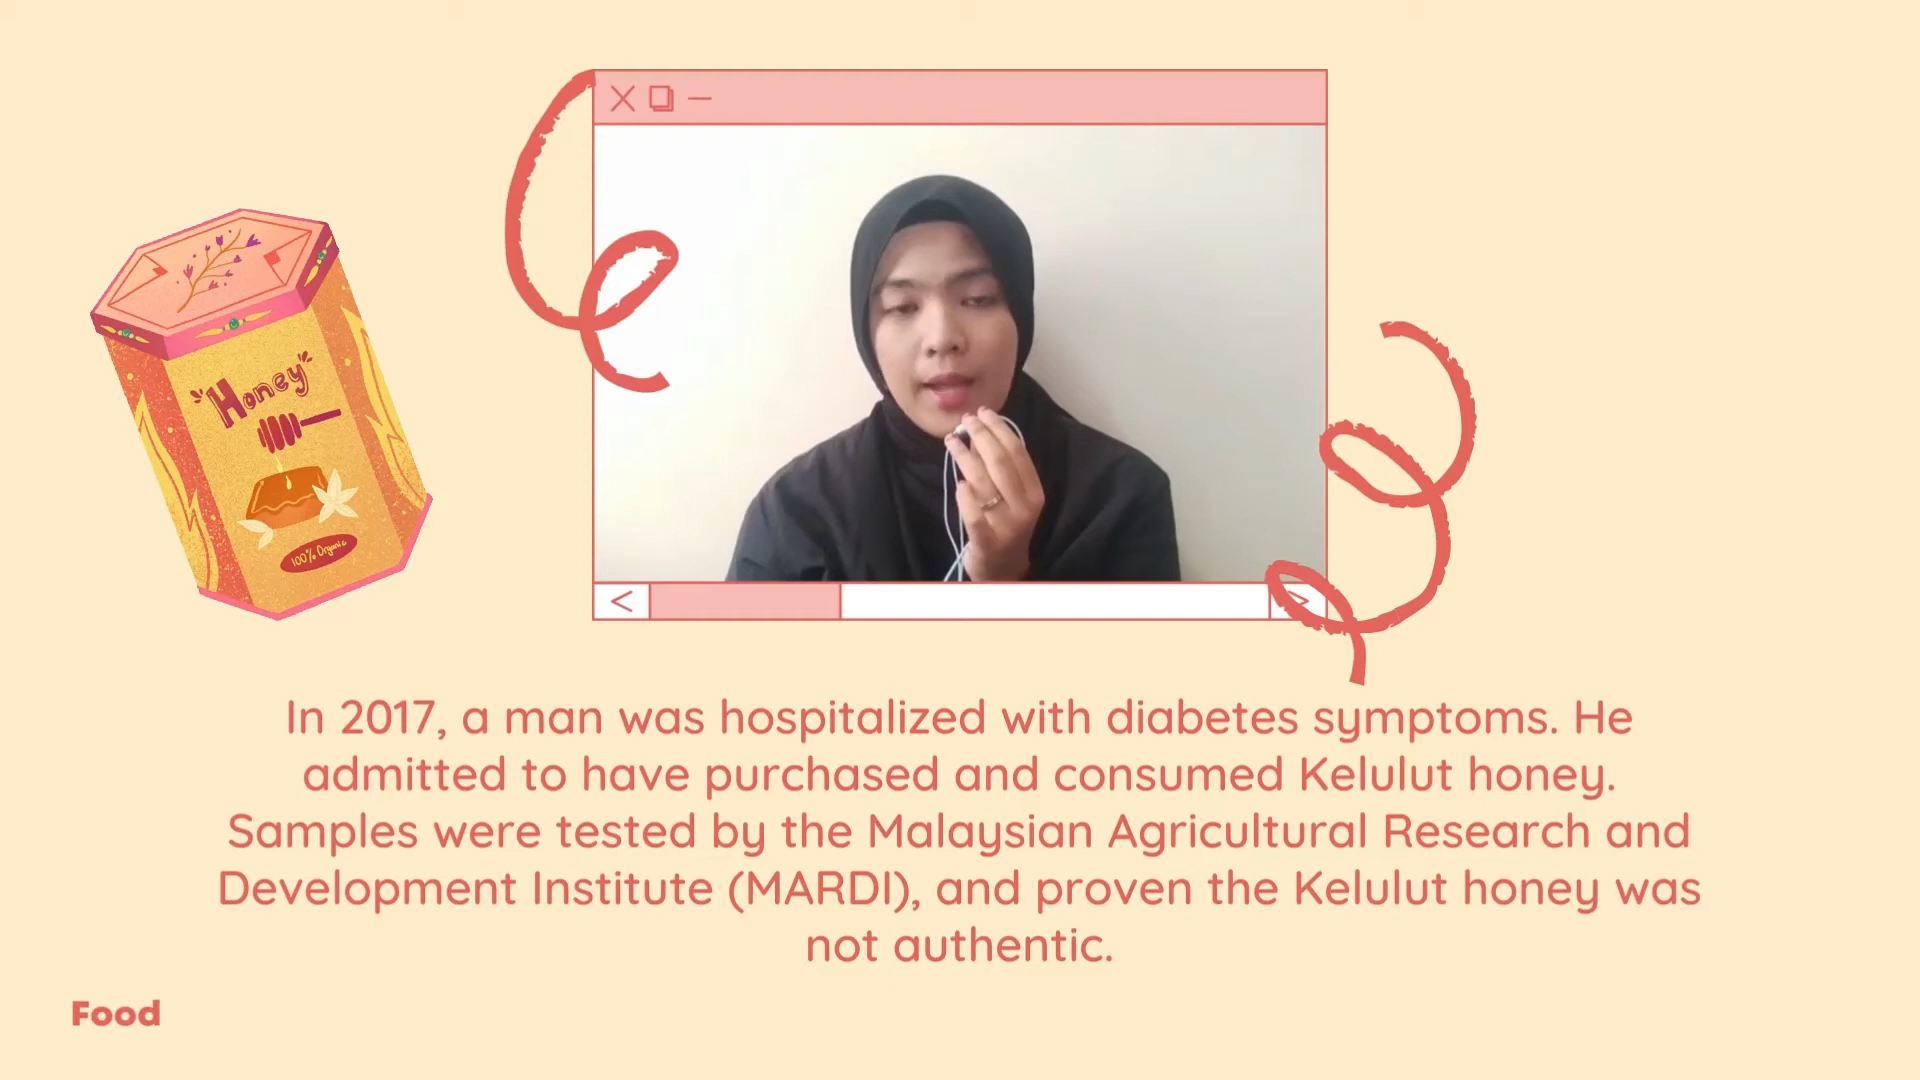 "Honey"
100% Organic
In 2017, a man was hospitalized with diabetes symptoms. He
admitted to have purchased and consumed Kelulut honey.
Samples were tested by the Malaysian Agricultural Research and
Development Institute (MARDI), and proven the Kelulut honey was
not authentic.
Food